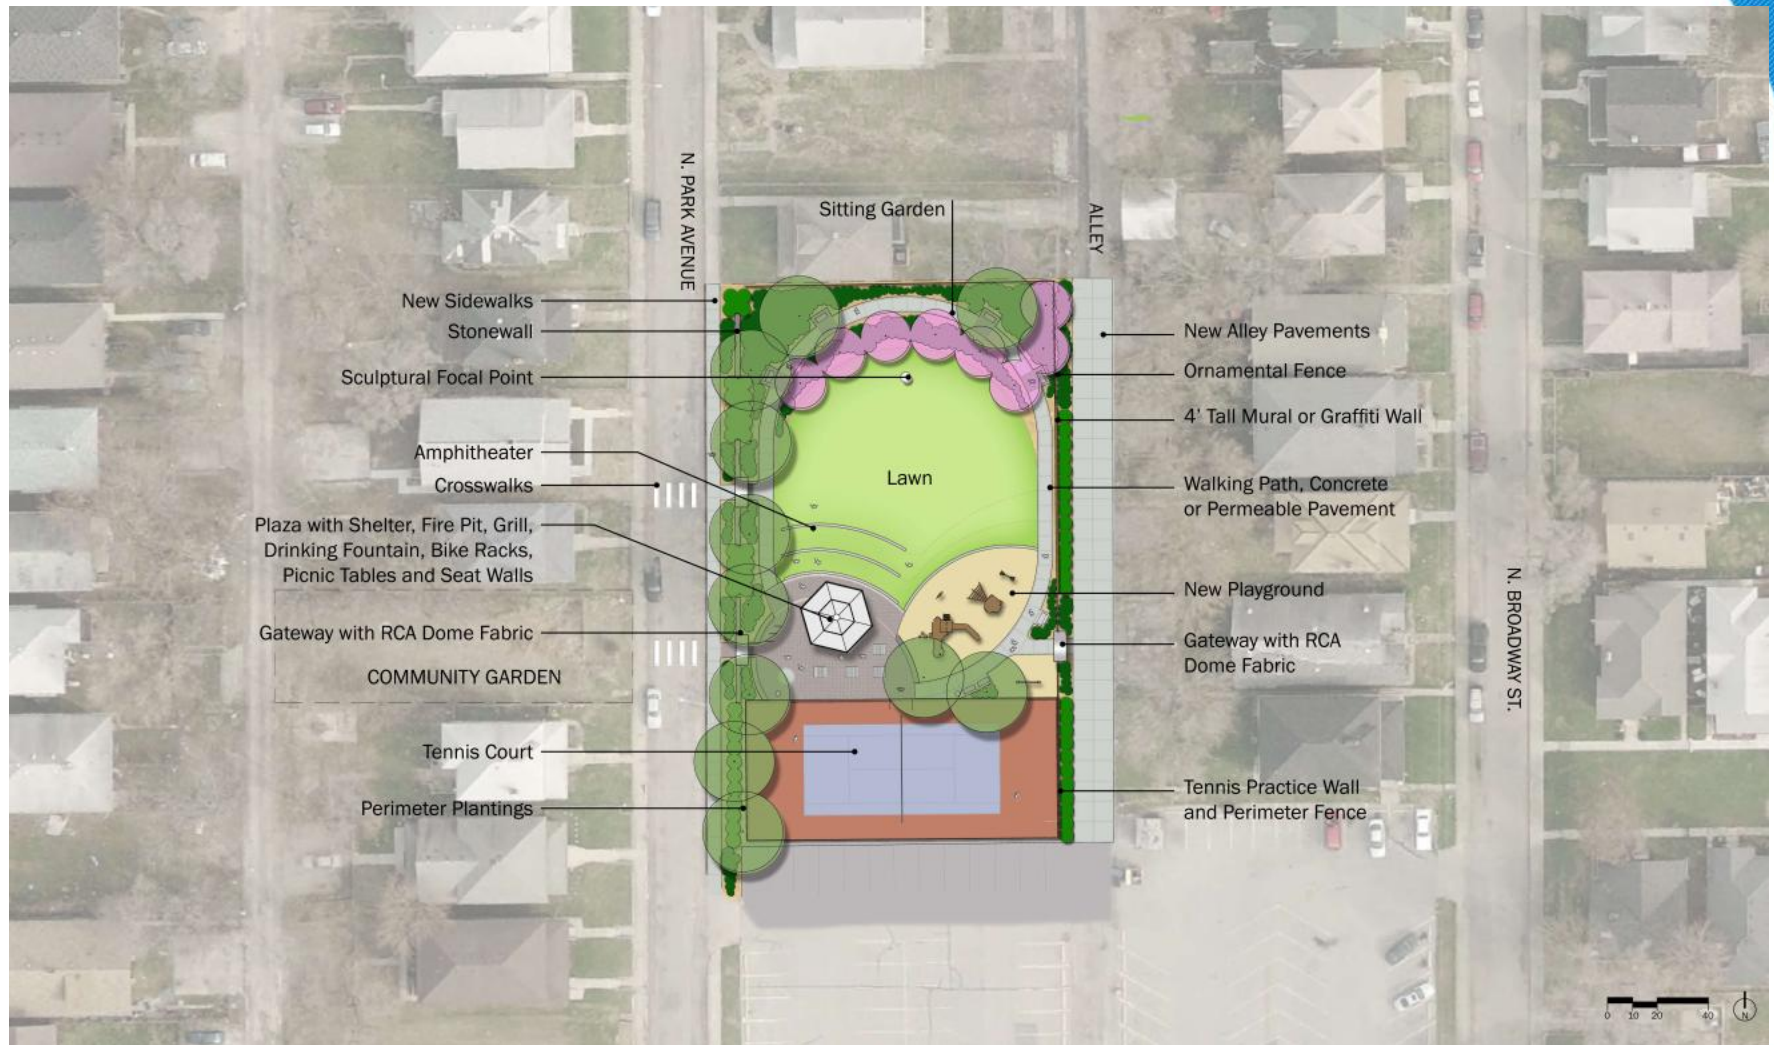 N. PARK AVENUE
ALLEY
N. BROADWAY ST.
Sitting Garden
New Sidewalks
Stonewall
Sculptural Focal Point
Amphitheater
Crosswalks
Plaza with Shelter, Fire Pit, Grill,
Drinking Fountain, Bike Racks,
Picnic Tables and Seat Walls
Gateway with RCA Dome Fabric
COMMUNITY GARDEN
Tennis Court
Perimeter Plantings
Lawn
New Alley Pavements
Ornamental Fence
4' Tall Mural or Graffiti Wall
Walking Path, Concrete
or Permeable Pavement
New Playground
Gateway with RCA
Dome Fabric
Tennis Practice Wall
and Perimeter Fence
0 10 20 40
N